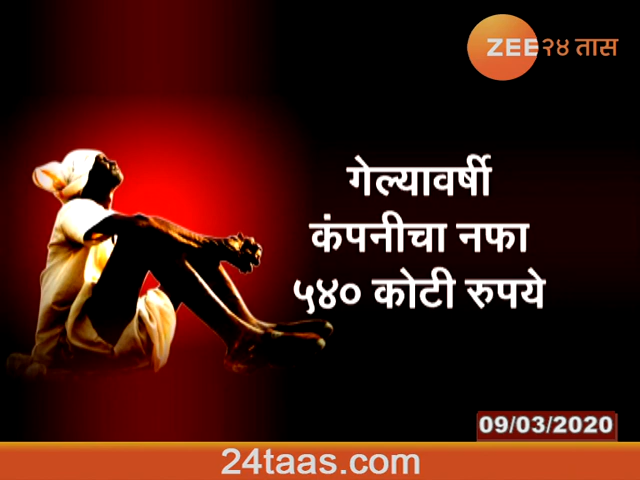 ZEE २४ तास
गेल्यावर्षी
कंपनीचा नफा
५४० कोटी रुपये
09/03/2020
24taas.com